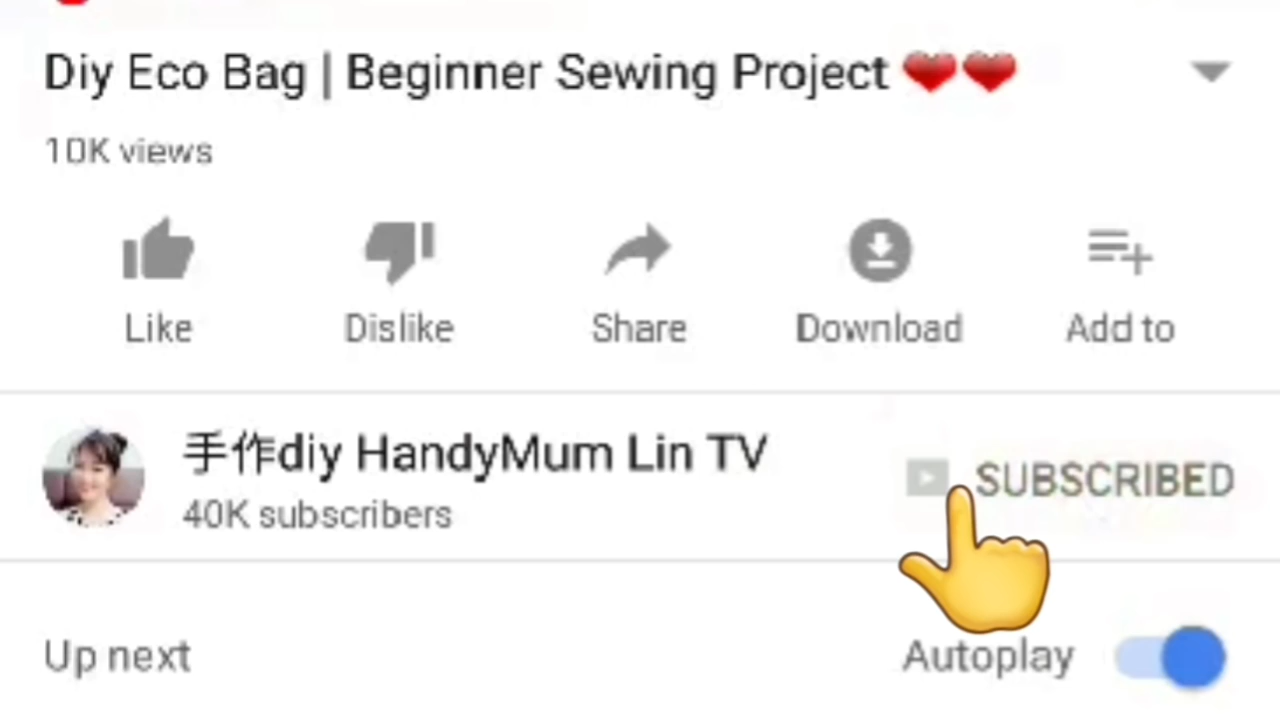 Diy Eco Bag | Beginner Sewing Project ❤❤
10K views
Like Dislike Share Download Add to
手作diy HandyMum Lin TV
40K subscribers
SUBSCRIBED
Up next
Autoplay